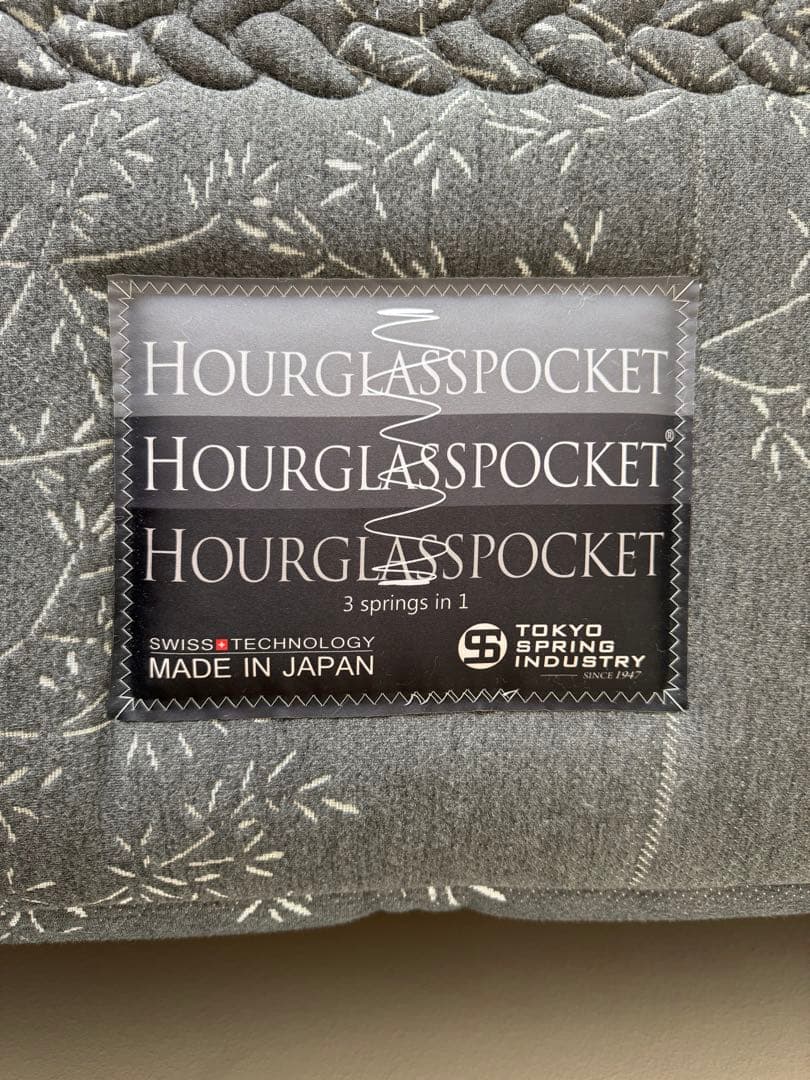 HOURGLASSPOCKET
HOURGLASSPOCKET®
HOURGLASSPOCKET
3 springs in 1
SWISS TECHNOLOGY
MADE IN JAPAN
TOKYO
SPRING
INDUSTRY
SINCE 1947